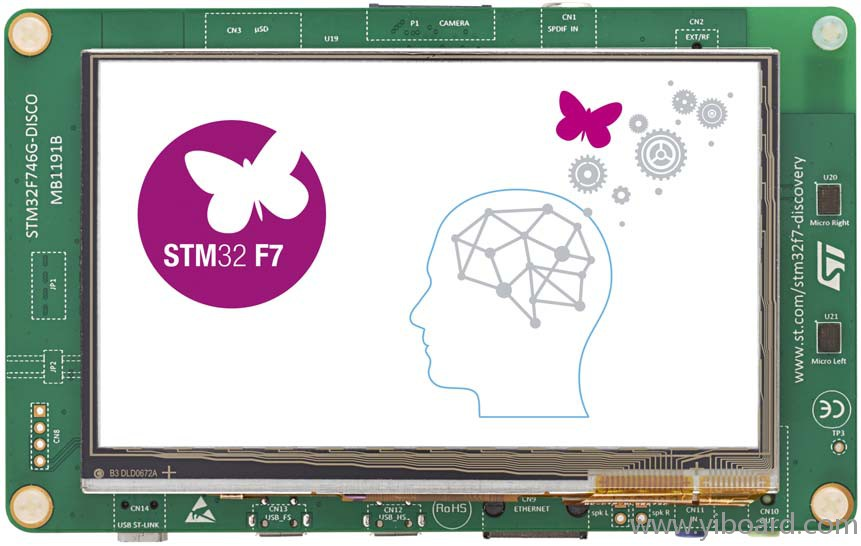 CN3
µSD
U19
P1
CAMERA
CN1
SPDIF IN
CN2
EXT/RF
STM32F746G-DISCO
MB1191B
STM32 F7
U20
Micro Right
www.st.com/stm32f7-discovery
ST
U21
Micro Left
JP1
JP2
CN8
CE
TP3
B3 DLD0672A
CN14
USB ST-LINK
CN13
USB_FS
CN12
USB_HS
RoHS
CN9
ETHERNET
spk L
spk R
CN11
CN10
www.yiboard.com